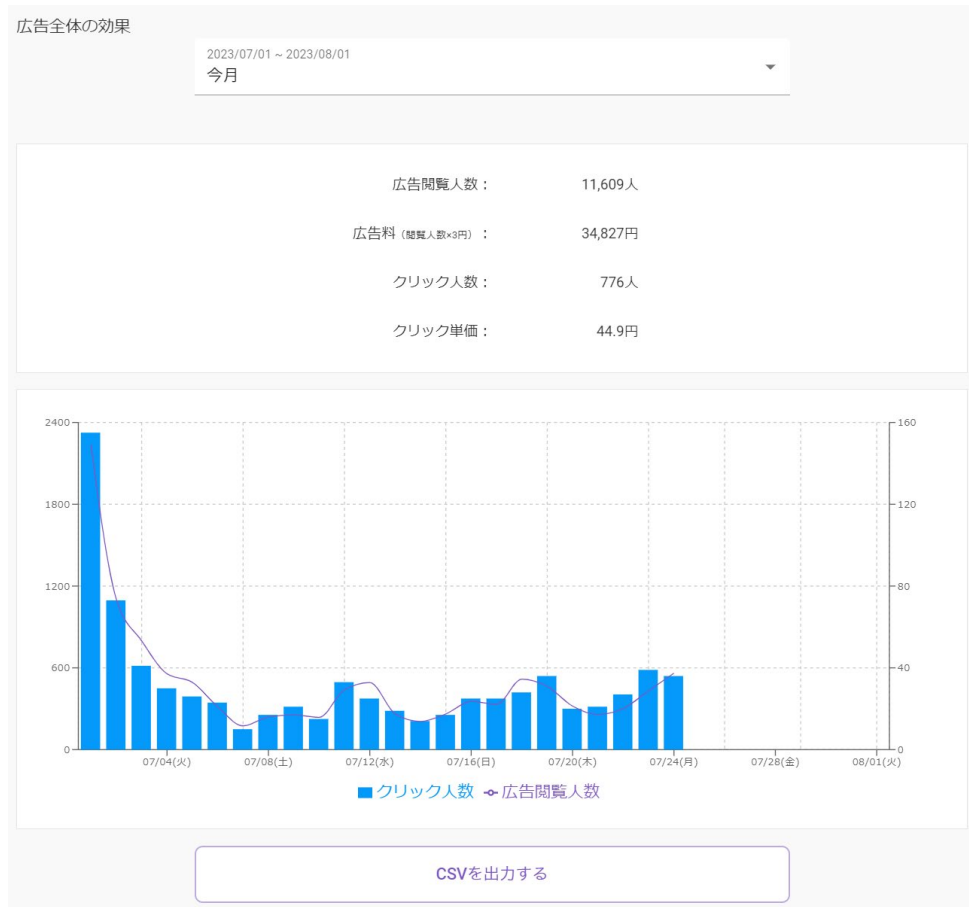 広告全体の効果
2023/07/01 ~ 2023/08/01
今月
広告閲覧人数： 11,609人
広告料（閲覧人数×3円）： 34,827円
クリック人数： 776人
クリック単価： 44.9円
2400 160
1800 120
1200 80
600 40
0 0
07/04(火) 07/08(土) 07/12(水) 07/16(日) 07/20(木) 07/24(月) 07/28(金) 08/01(火)
クリック人数 広告閲覧人数
CSVを出力する